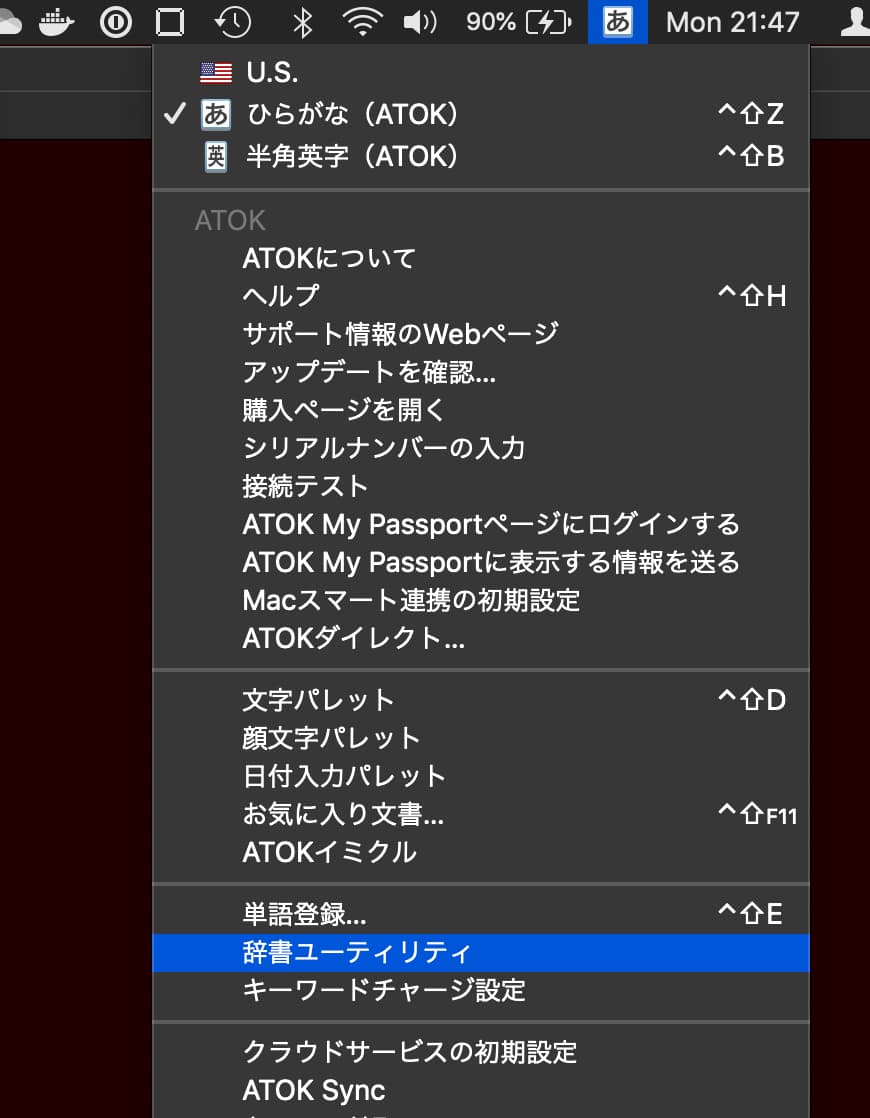 90% あ Mon 21:47
U.S.
✓ あ ひらがな（ATOK） ^⇧Z
英 半角英字（ATOK） ^⇧B
ATOK
ATOKについて
ヘルプ ^⇧H
サポート情報のWebページ
アップデートを確認...
購入ページを開く
シリアルナンバーの入力
接続テスト
ATOK My Passportページにログインする
ATOK My Passportに表示する情報を送る
Macスマート連携の初期設定
ATOKダイレクト...
文字パレット ^⇧D
顔文字パレット
日付入力パレット
お気に入り文書... ^⇧F11
ATOKイミクル
単語登録... ^⇧E
辞書ユーティリティ
キーワードチャージ設定
クラウドサービスの初期設定
ATOK Sync